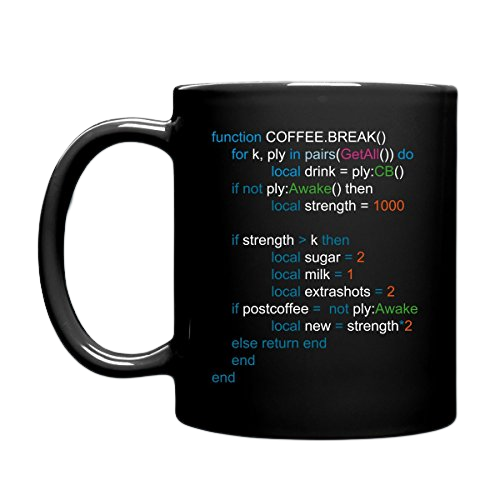 function COFFEE.BREAK()
for k, ply in pairs(GetAll()) do
local drink = ply:CB()
if not ply:Awake() then
local strength = 1000
if strength > k then
local sugar = 2
local milk = 1
local extrashots = 2
if postcoffee = not ply:Awake
local new = strength*2
else return end
end
end